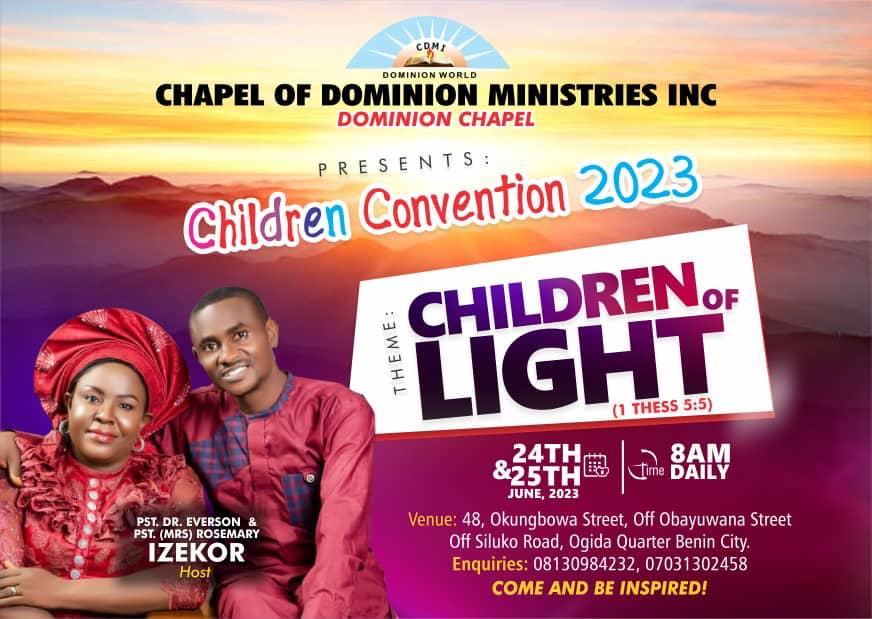 CDMI
DOMINION WORLD
CHAPEL OF DOMINION MINISTRIES INC
DOMINION CHAPEL
PRESENTS:
Children Convention 2023
THEME:
CHILDREN OF
LIGHT
(1 THESS 5:5)
24TH
&25TH
JUNE, 2023
Time
8AM
DAILY
Venue: 48, Okungbowa Street, Off Obayuwana Street
Off Siluko Road, Ogida Quarter Benin City.
Enquiries: 08130984232, 07031302458
COME AND BE INSPIRED!
PST. DR. EVERSON &
PST. (MRS) ROSEMARY
IZEKOR
Host